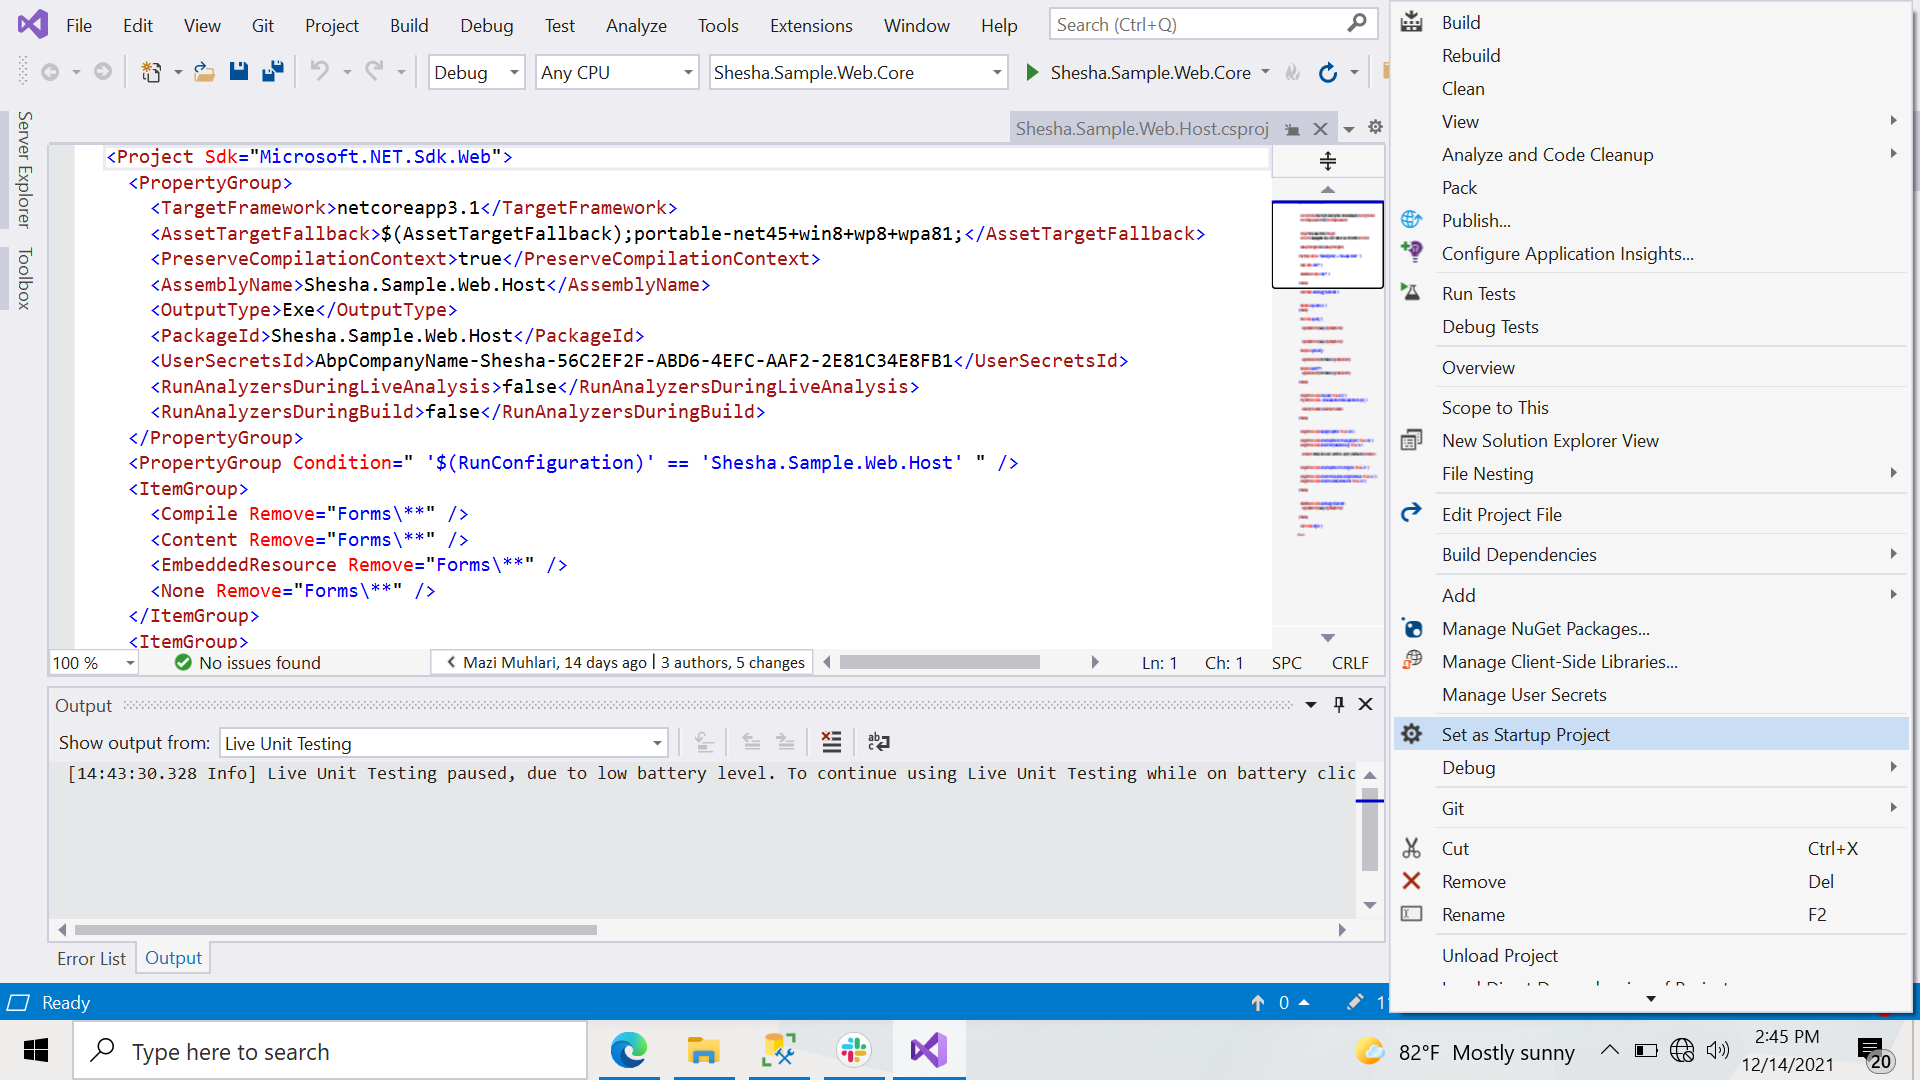 File Edit View Git Project Build Debug Test Analyze Tools Extensions Window Help Search (Ctrl+Q)
Debug Any CPU Shesha.Sample.Web.Core Shesha.Sample.Web.Core
Server Explorer
Toolbox
Shesha.Sample.Web.Host.csproj
<Project Sdk="Microsoft.NET.Sdk.Web">
<PropertyGroup>
<TargetFramework>netcoreapp3.1</TargetFramework>
<AssetTargetFallback>$(AssetTargetFallback);portable-net45+win8+wp8+wpa81;</AssetTargetFallback>
<PreserveCompilationContext>true</PreserveCompilationContext>
<AssemblyName>Shesha.Sample.Web.Host</AssemblyName>
<OutputType>Exe</OutputType>
<PackageId>Shesha.Sample.Web.Host</PackageId>
<UserSecretsId>AbpCompanyName-Shesha-56C2EF2F-ABD6-4EFC-AAF2-2E81C34E8FB1</UserSecretsId>
<RunAnalyzersDuringLiveAnalysis>false</RunAnalyzersDuringLiveAnalysis>
<RunAnalyzersDuringBuild>false</RunAnalyzersDuringBuild>
</PropertyGroup>
<PropertyGroup Condition=" '$(RunConfiguration)' == 'Shesha.Sample.Web.Host' " />
<ItemGroup>
<Compile Remove="Forms\**" />
<Content Remove="Forms\**" />
<EmbeddedResource Remove="Forms\**" />
<None Remove="Forms\**" />
</ItemGroup>
<ItemGroup>
100 % No issues found Mazi Muhlari, 14 days ago | 3 authors, 5 changes Ln: 1 Ch: 1 SPC CRLF
Output
Show output from: Live Unit Testing
[14:43:30.328 Info] Live Unit Testing paused, due to low battery level. To continue using Live Unit Testing while on battery clic
Error List Output
Ready 0
Build
Rebuild
Clean
View
Analyze and Code Cleanup
Pack
Publish...
Configure Application Insights...
Run Tests
Debug Tests
Overview
Scope to This
New Solution Explorer View
File Nesting
Edit Project File
Build Dependencies
Add
Manage NuGet Packages...
Manage Client-Side Libraries...
Manage User Secrets
Set as Startup Project
Debug
Git
Cut Ctrl+X
Remove Del
Rename F2
Unload Project
Type here to search
82°F Mostly sunny
2:45 PM
12/14/2021
20